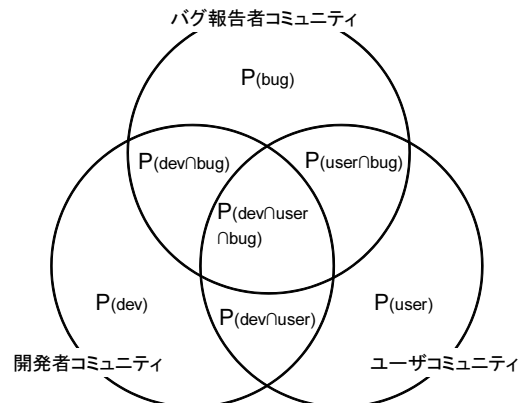 バグ報告者コミュニティ
P(bug)
P(dev∩bug)
P(user∩bug)
P(dev∩user
∩bug)
P(dev)
P(user)
P(dev∩user)
開発者コミュニティ
ユーザコミュニティ